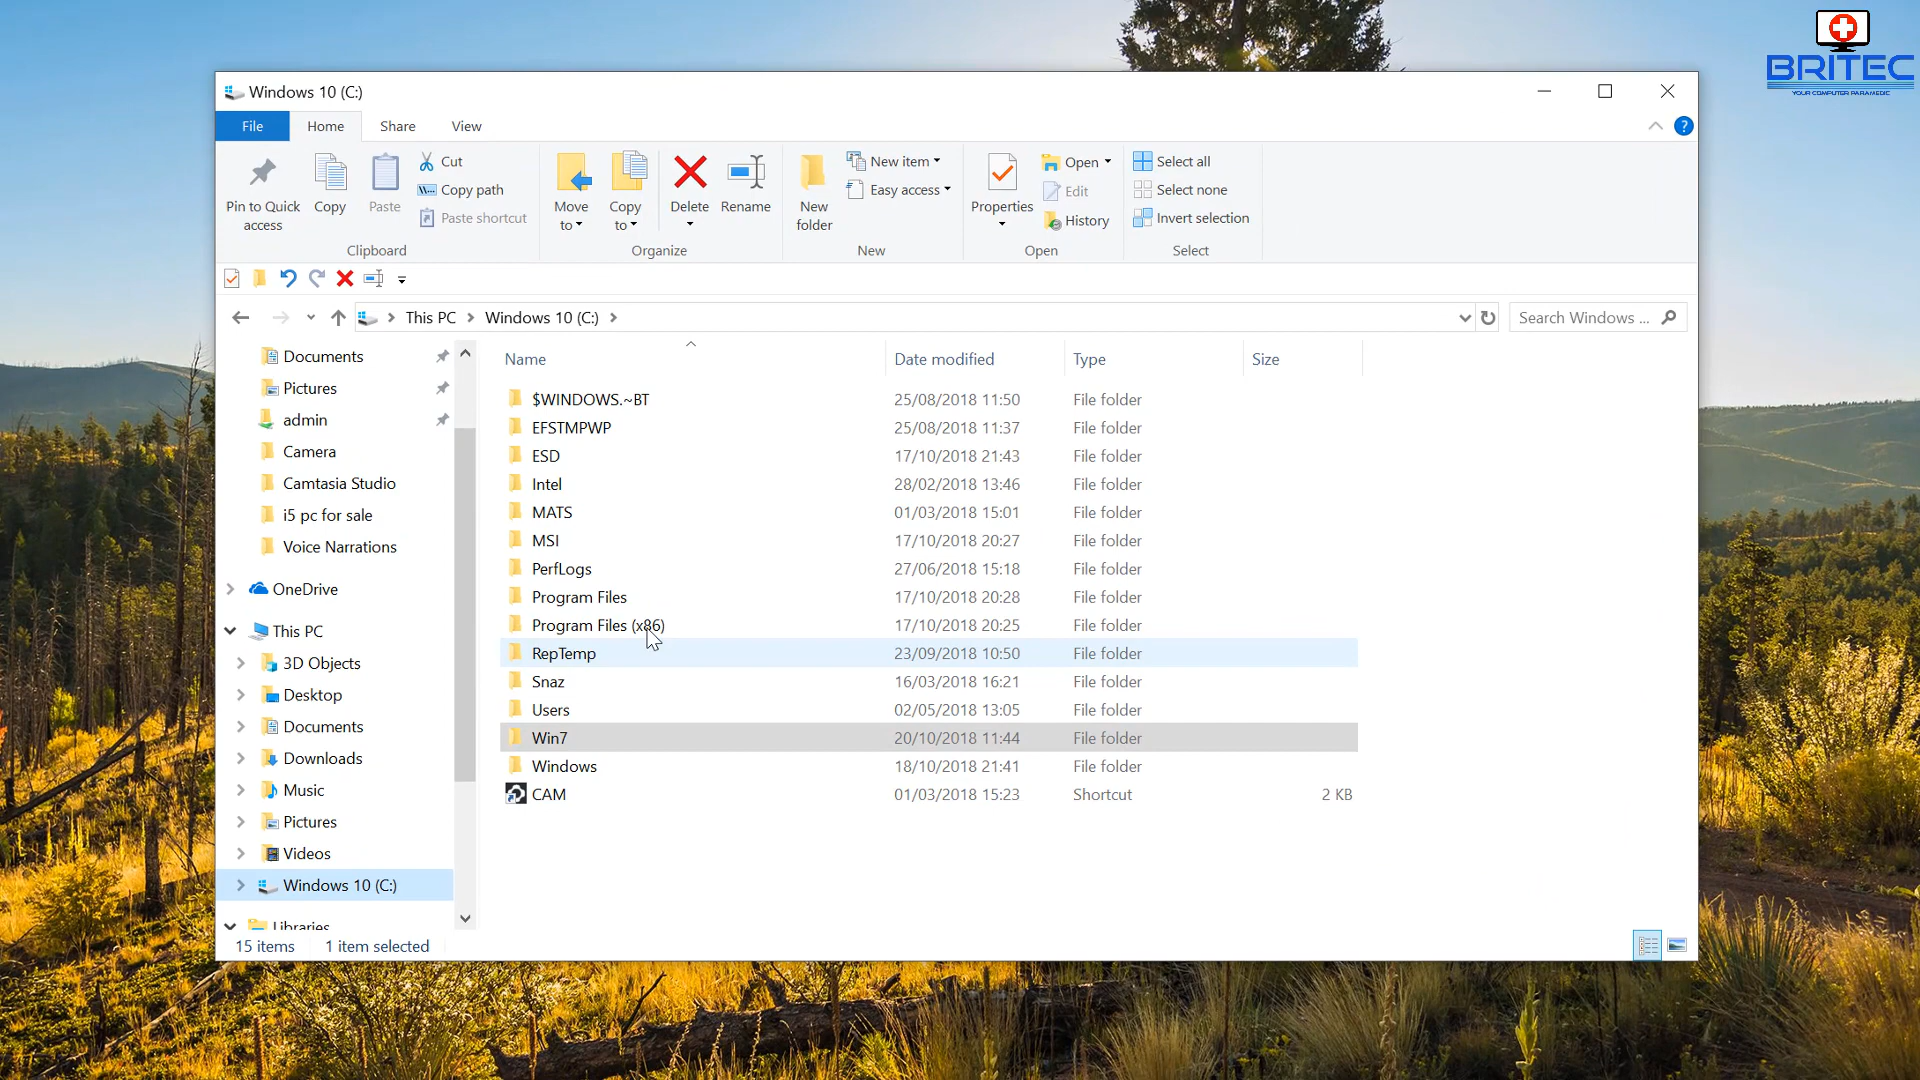 BRITEC
YOUR COMPUTER PARAMEDIC
Windows 10 (C:)
File Home Share View
Pin to Quick access
Copy
Paste
Cut
Copy path
Paste shortcut
Clipboard
Move to
Copy to
Delete
Rename
Organize
New folder
New item
Easy access
New
Properties
Open
Edit
History
Open
Select all
Select none
Invert selection
Select
This PC > Windows 10 (C:) >
Search Windows ...
Documents
Pictures
admin
Camera
Camtasia Studio
i5 pc for sale
Voice Narrations
OneDrive
This PC
3D Objects
Desktop
Documents
Downloads
Music
Pictures
Videos
Windows 10 (C:)
Libraries
Name Date modified Type Size
$WINDOWS.~BT 25/08/2018 11:50 File folder
EFSTMPWP 25/08/2018 11:37 File folder
ESD 17/10/2018 21:43 File folder
Intel 28/02/2018 13:46 File folder
MATS 01/03/2018 15:01 File folder
MSI 17/10/2018 20:27 File folder
PerfLogs 27/06/2018 15:18 File folder
Program Files 17/10/2018 20:28 File folder
Program Files (x86) 17/10/2018 20:25 File folder
RepTemp 23/09/2018 10:50 File folder
Snaz 16/03/2018 16:21 File folder
Users 02/05/2018 13:05 File folder
Win7 20/10/2018 11:44 File folder
Windows 18/10/2018 21:41 File folder
CAM 01/03/2018 15:23 Shortcut 2 KB
15 items 1 item selected